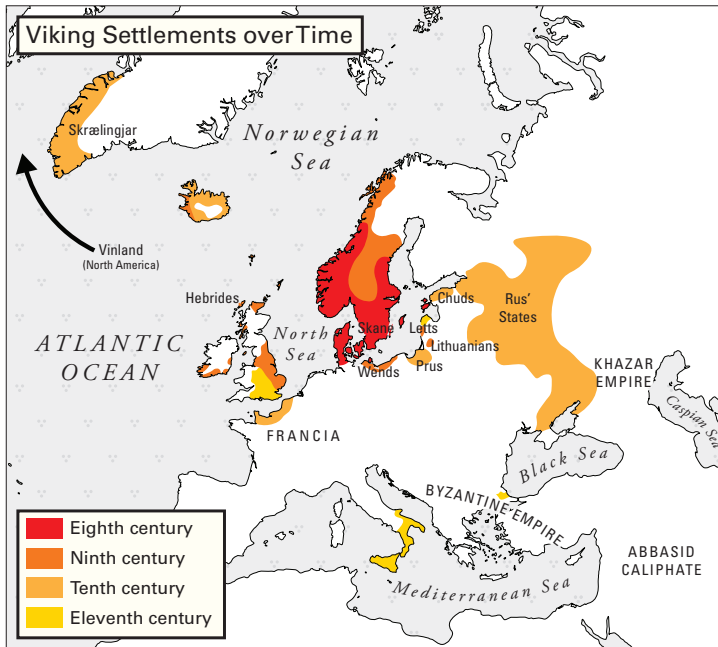 Viking Settlements over Time
Skrælingjar
Norwegian
Sea
Vinland
(North America)
Hebrides
ATLANTIC
OCEAN
North
Sea
Skane
Letts
Chuds
Rus'
States
Lithuanians
Wends
Prus
KHAZAR
EMPIRE
Caspian Sea
FRANCIA
Black Sea
BYZANTINE EMPIRE
ABBASID
CALIPHATE
Mediterranean Sea
Eighth century
Ninth century
Tenth century
Eleventh century